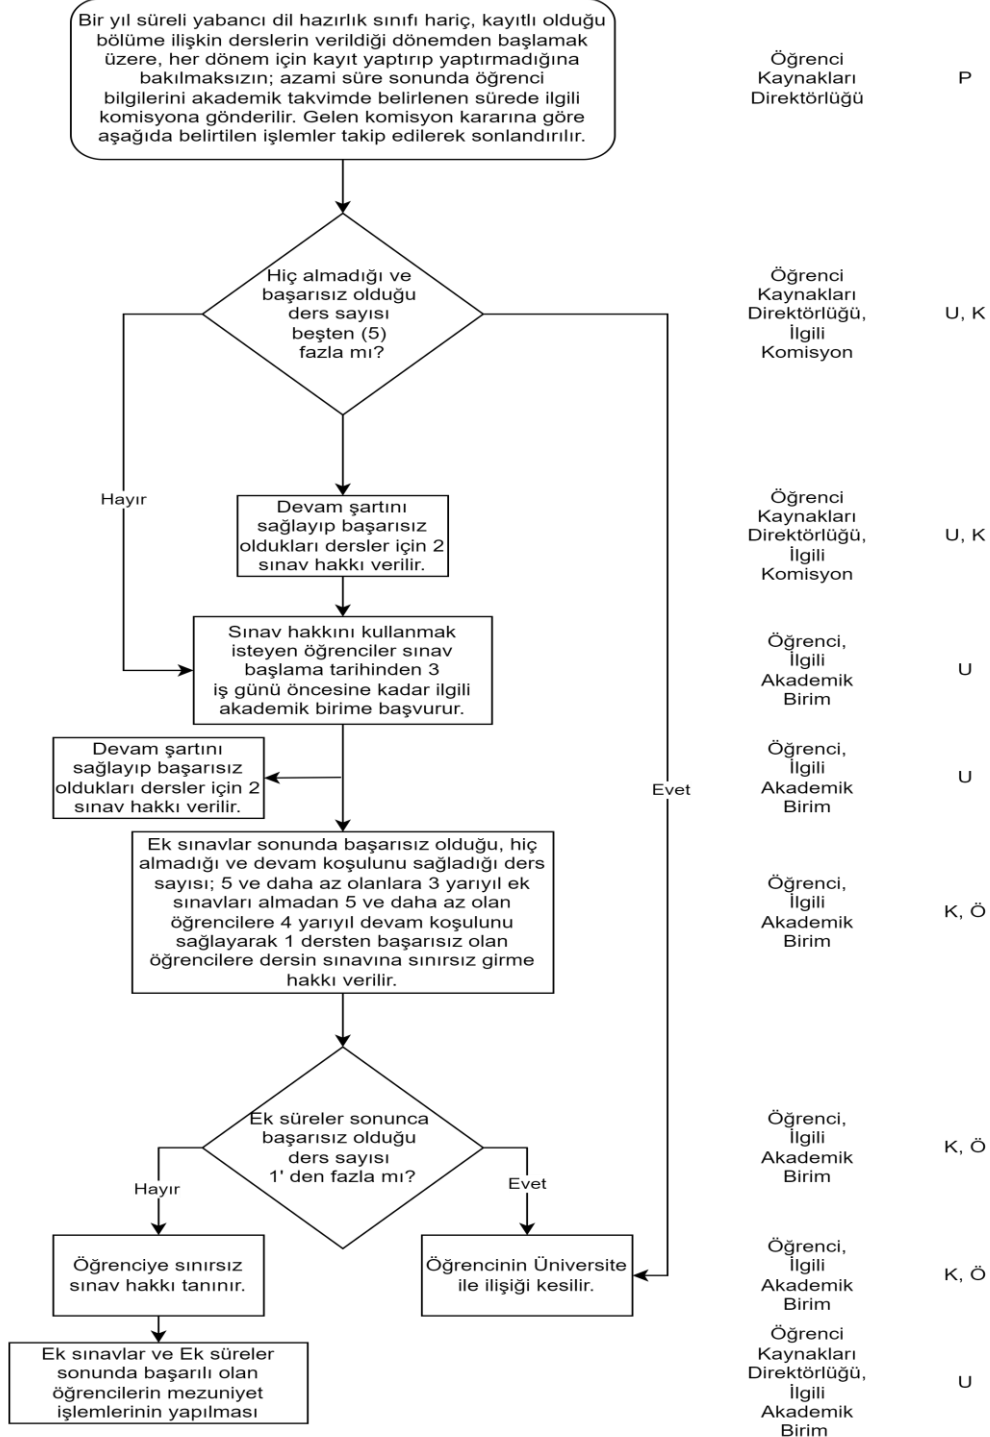 Bir yıl süreli yabancı dil hazırlık sınıfı hariç, kayıtlı olduğu
bölüme ilişkin derslerin verildiği dönemden başlamak
üzere, her dönem için kayıt yaptırıp yaptırmadığına
bakılmaksızın; azami süre sonunda öğrenci
bilgilerini akademik takvimde belirlenen sürede ilgili
komisyona gönderilir. Gelen komisyon kararına göre
aşağıda belirtilen işlemler takip edilerek sonlandırılır.
Öğrenci
Kaynakları
Direktörlüğü
P
Hiç almadığı ve
başarısız olduğu
ders sayısı
beşten (5)
fazla mı?
Öğrenci
Kaynakları
Direktörlüğü,
İlgili
Komisyon
U, K
Hayır
Devam şartını
sağlayıp başarısız
oldukları dersler için 2
sınav hakkı verilir.
Öğrenci
Kaynakları
Direktörlüğü,
İlgili
Komisyon
U, K
Sınav hakkını kullanmak
isteyen öğrenciler sınav
başlama tarihinden 3
iş günü öncesine kadar ilgili
akademik birime başvurur.
Öğrenci,
İlgili
Akademik
Birim
U
Devam şartını
sağlayıp başarısız
oldukları dersler için 2
sınav hakkı verilir.
Evet
Öğrenci,
İlgili
Akademik
Birim
U
Ek sınavlar sonunda başarısız olduğu, hiç
almadığı ve devam koşulunu sağladığı ders
sayısı; 5 ve daha az olanlara 3 yarıyıl ek
sınavları almadan 5 ve daha az olan
öğrencilere 4 yarıyıl devam koşulunu
sağlayarak 1 dersten başarısız olan
öğrencilere dersin sınavına sınırsız girme
hakkı verilir.
Öğrenci,
İlgili
Akademik
Birim
K, Ö
Ek süreler sonunca
başarısız olduğu
ders sayısı
1' den fazla mı?
Öğrenci,
İlgili
Akademik
Birim
K, Ö
Hayır
Evet
Öğrenciye sınırsız
sınav hakkı tanınır.
Öğrencinin Üniversite
ile ilişiği kesilir.
Öğrenci,
İlgili
Akademik
Birim
K, Ö
Ek sınavlar ve Ek süreler
sonunda başarılı olan
öğrencilerin mezuniyet
işlemlerinin yapılması
Öğrenci
Kaynakları
Direktörlüğü,
İlgili
Akademik
Birim
U